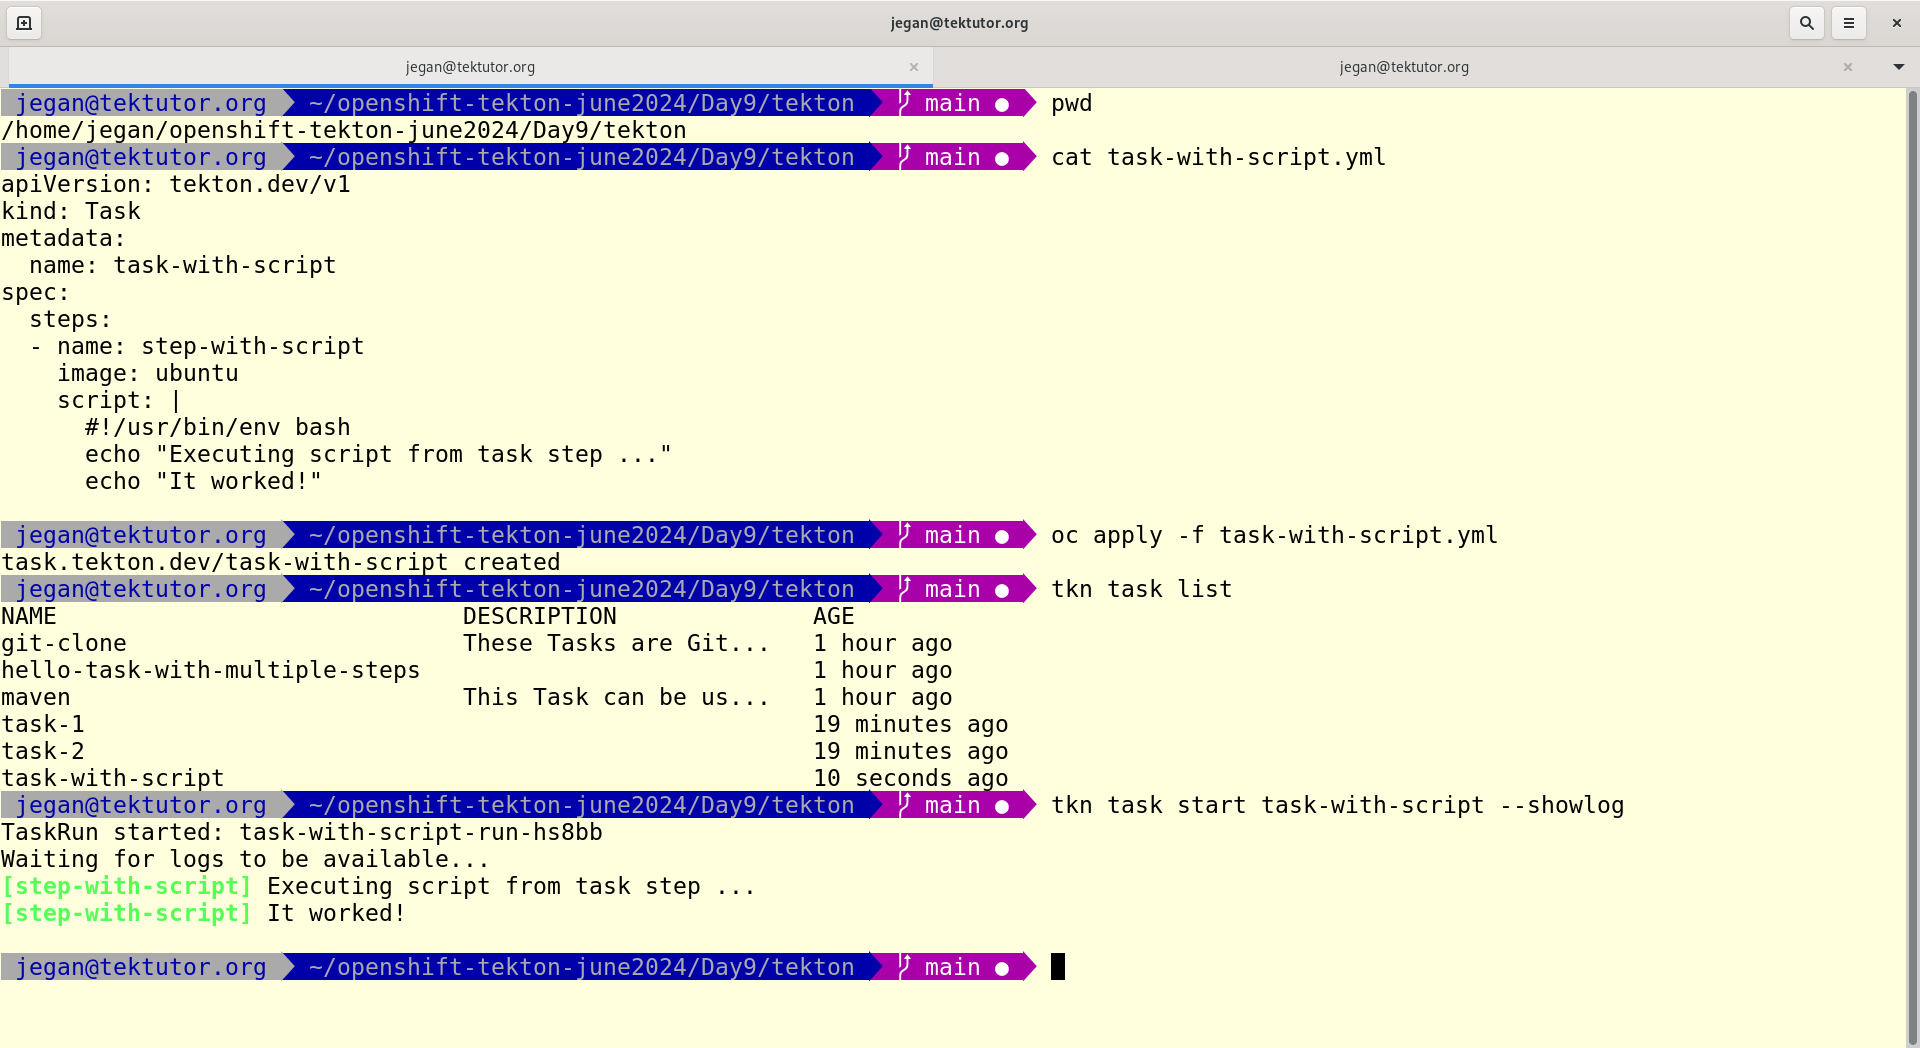 jegan@tektutor.org
jegan@tektutor.org jegan@tektutor.org
jegan@tektutor.org ~/openshift-tekton-june2024/Day9/tekton main ● pwd
/home/jegan/openshift-tekton-june2024/Day9/tekton
jegan@tektutor.org ~/openshift-tekton-june2024/Day9/tekton main ● cat task-with-script.yml
apiVersion: tekton.dev/v1
kind: Task
metadata:
  name: task-with-script
spec:
  steps:
  - name: step-with-script
    image: ubuntu
    script: |
      #!/usr/bin/env bash
      echo "Executing script from task step ..."
      echo "It worked!"
jegan@tektutor.org ~/openshift-tekton-june2024/Day9/tekton main ● oc apply -f task-with-script.yml
task.tekton.dev/task-with-script created
jegan@tektutor.org ~/openshift-tekton-june2024/Day9/tekton main ● tkn task list
NAME                             DESCRIPTION              AGE
git-clone                        These Tasks are Git...   1 hour ago
hello-task-with-multiple-steps                            1 hour ago
maven                            This Task can be us...   1 hour ago
task-1                                                    19 minutes ago
task-2                                                    19 minutes ago
task-with-script                                          10 seconds ago
jegan@tektutor.org ~/openshift-tekton-june2024/Day9/tekton main ● tkn task start task-with-script --showlog
TaskRun started: task-with-script-run-hs8bb
Waiting for logs to be available...
[step-with-script] Executing script from task step ...
[step-with-script] It worked!
jegan@tektutor.org ~/openshift-tekton-june2024/Day9/tekton main ●